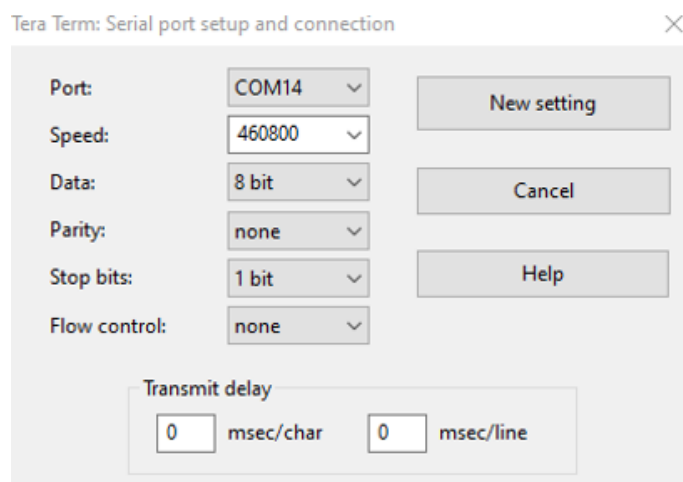 Tera Term: Serial port setup and connection
Port: COM14 New setting
Speed: 460800
Data: 8 bit Cancel
Parity: none
Stop bits: 1 bit Help
Flow control: none
Transmit delay
0 msec/char 0 msec/line